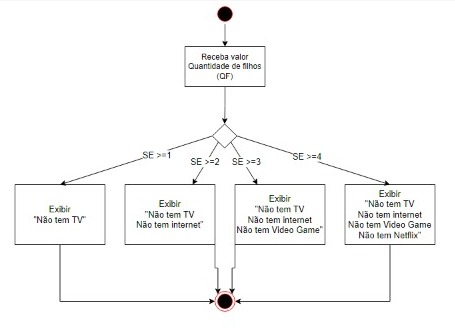 Receba valor
Quantidade de filhos
(QF)
SE >=1
SE >=2
SE >=3
SE >=4
Exibir
"Não tem TV"
Exibir
"Não tem TV
Não tem internet"
Exibir
"Não tem TV
Não tem internet
Não tem Video Game"
Exibir
"Não tem TV
Não tem internet
Não tem Video Game
Não tem Netflix"